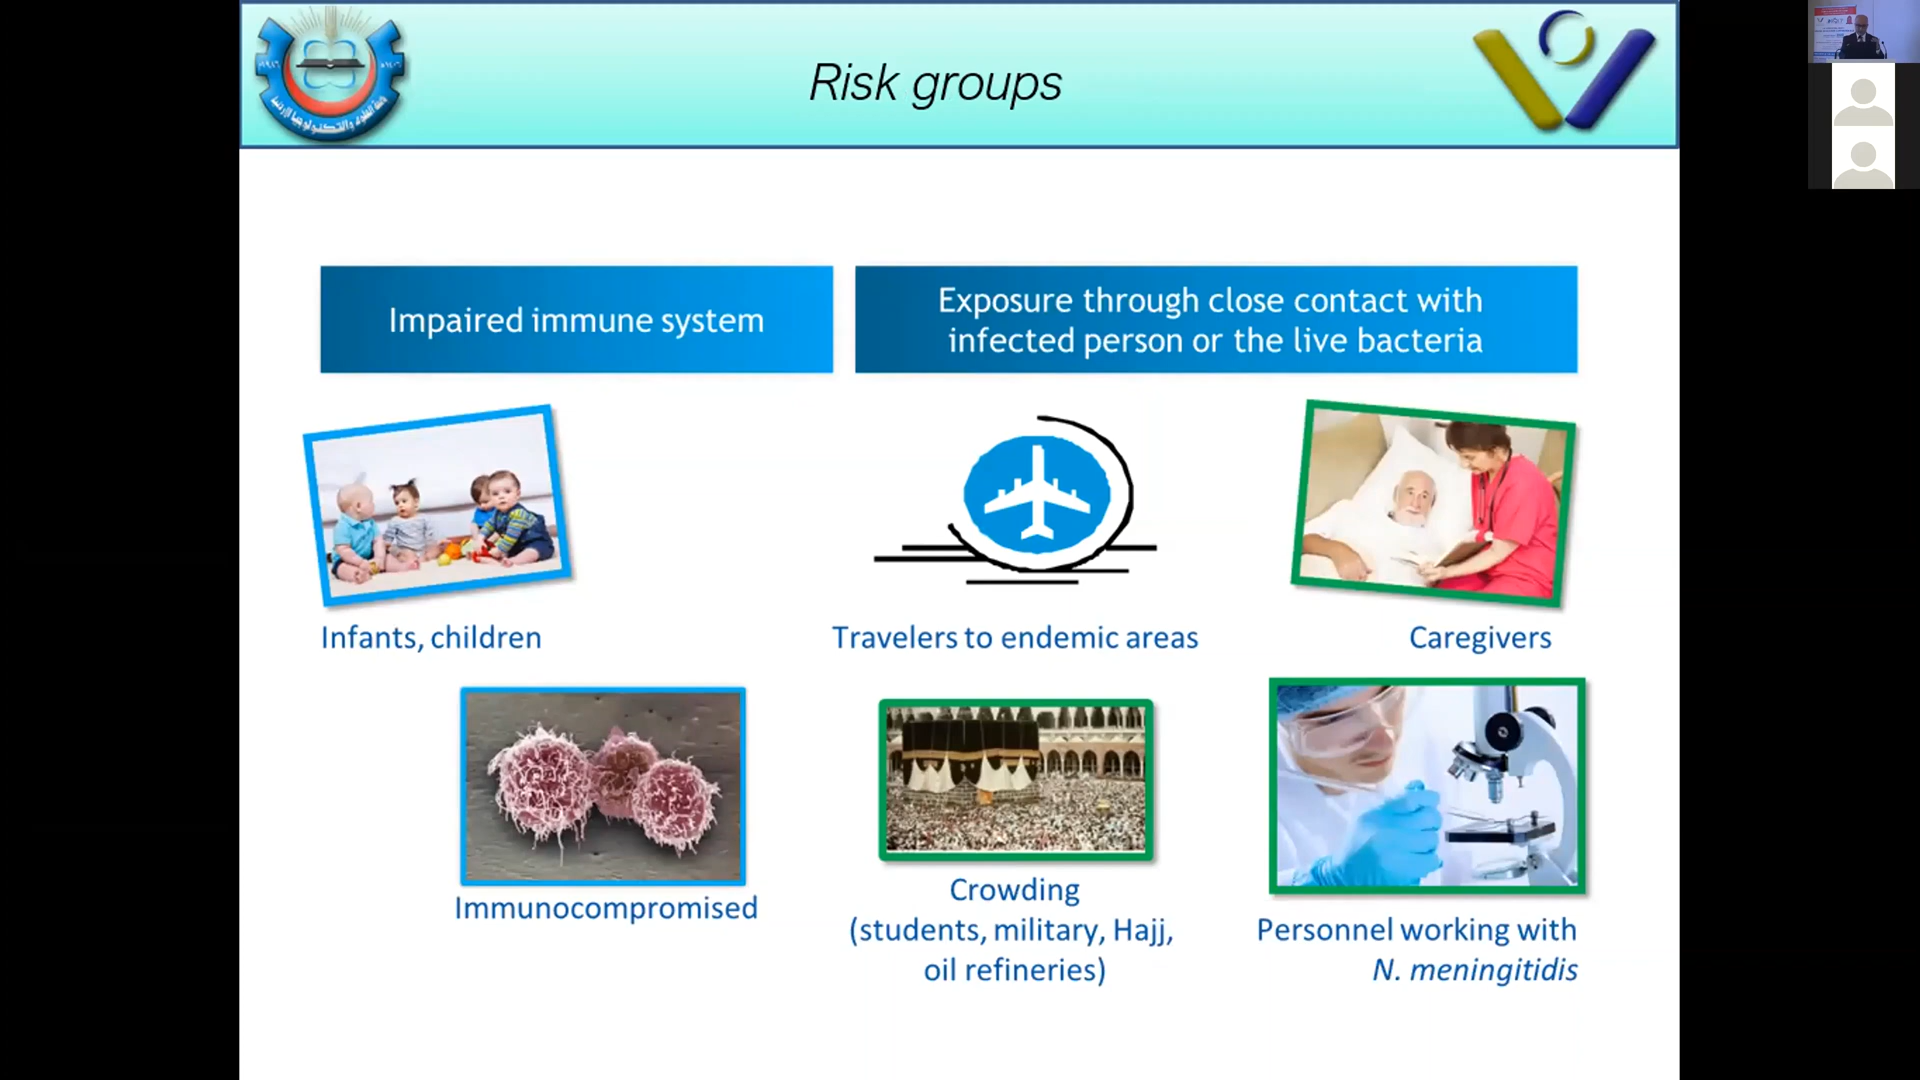 Risk groups
Impaired immune system
Exposure through close contact with
infected person or the live bacteria
Infants, children
Travelers to endemic areas
Caregivers
Immunocompromised
Crowding
(students, military, Hajj,
oil refineries)
Personnel working with
N. meningitidis